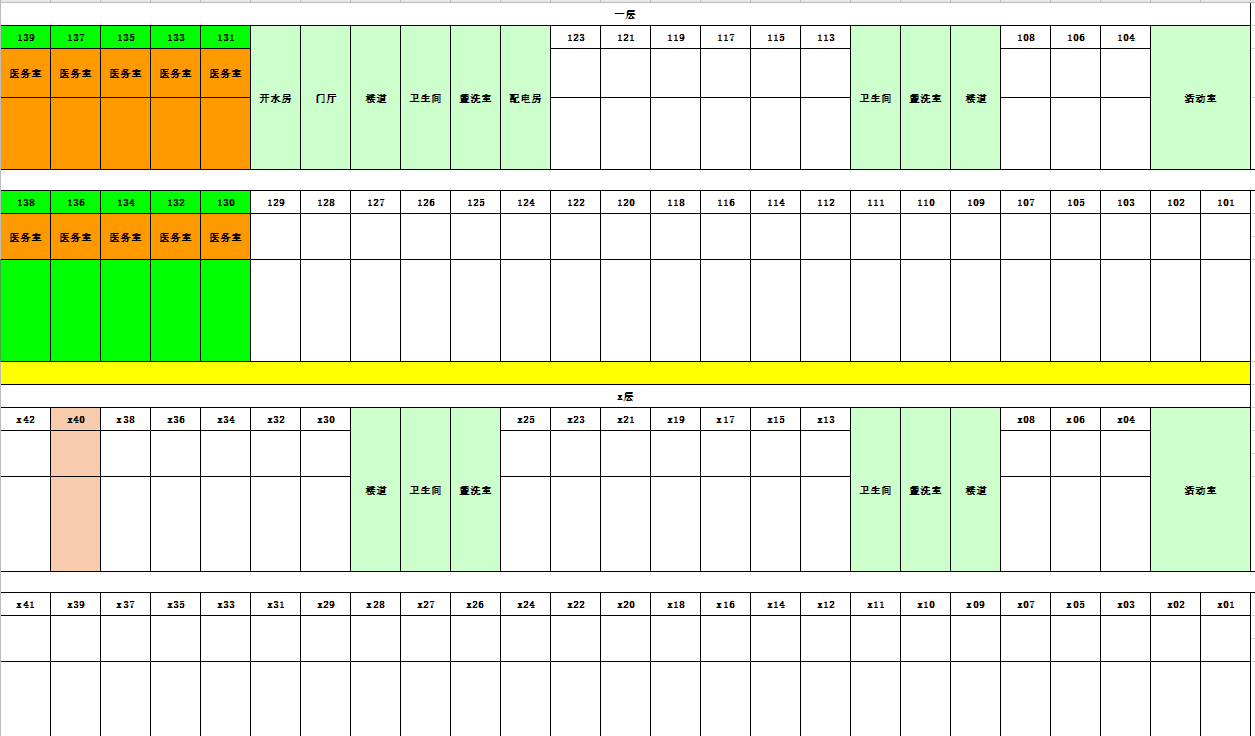 一层
139 137 135 133 131 123 121 119 117 115 113 108 106 104
医务室 医务室 医务室 医务室 医务室
开水房 门厅 楼道 卫生间 盥洗室 配电房 卫生间 盥洗室 楼道 活动室
138 136 134 132 130 129 128 127 126 125 124 122 120 118 116 114 112 111 110 109 107 105 103 102 101
医务室 医务室 医务室 医务室 医务室
x层
x42 x40 x38 x36 x34 x32 x30 x25 x23 x21 x19 x17 x15 x13 x08 x06 x04
楼道 卫生间 盥洗室 卫生间 盥洗室 楼道 活动室
x41 x39 x37 x35 x33 x31 x29 x28 x27 x26 x24 x22 x20 x18 x16 x14 x12 x11 x10 x09 x07 x05 x03 x02 x01